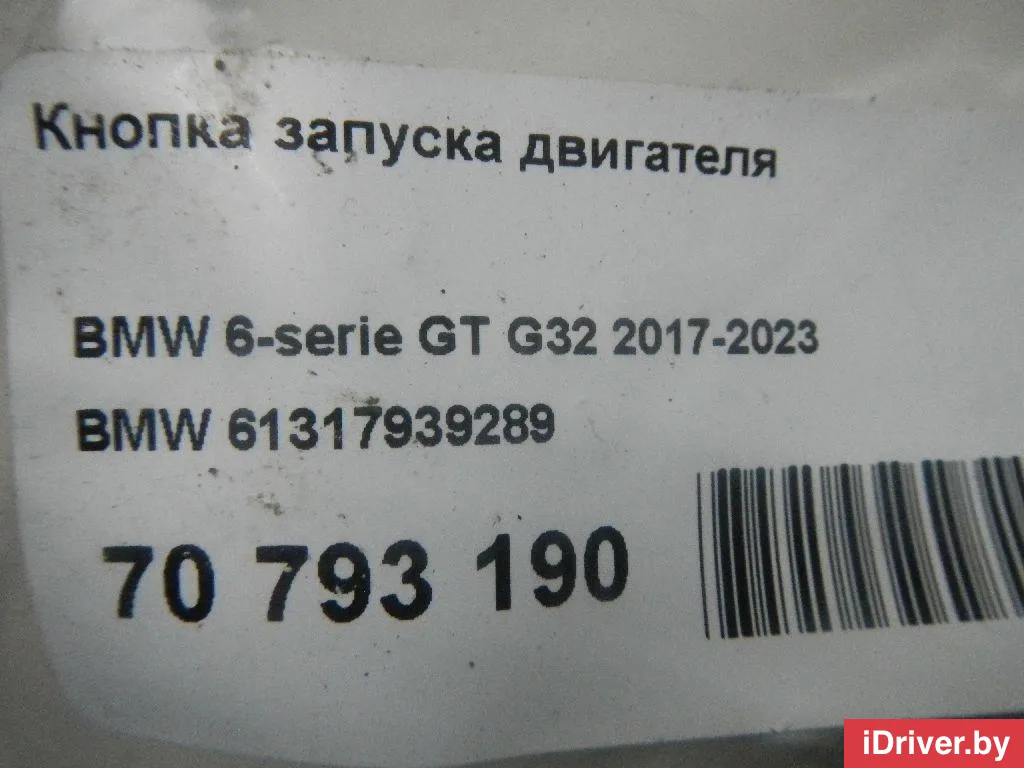 Кнопка запуска двигателя
BMW 6-serie GT G32 2017-2023
BMW 61317939289
70 793 190
iDriver.by